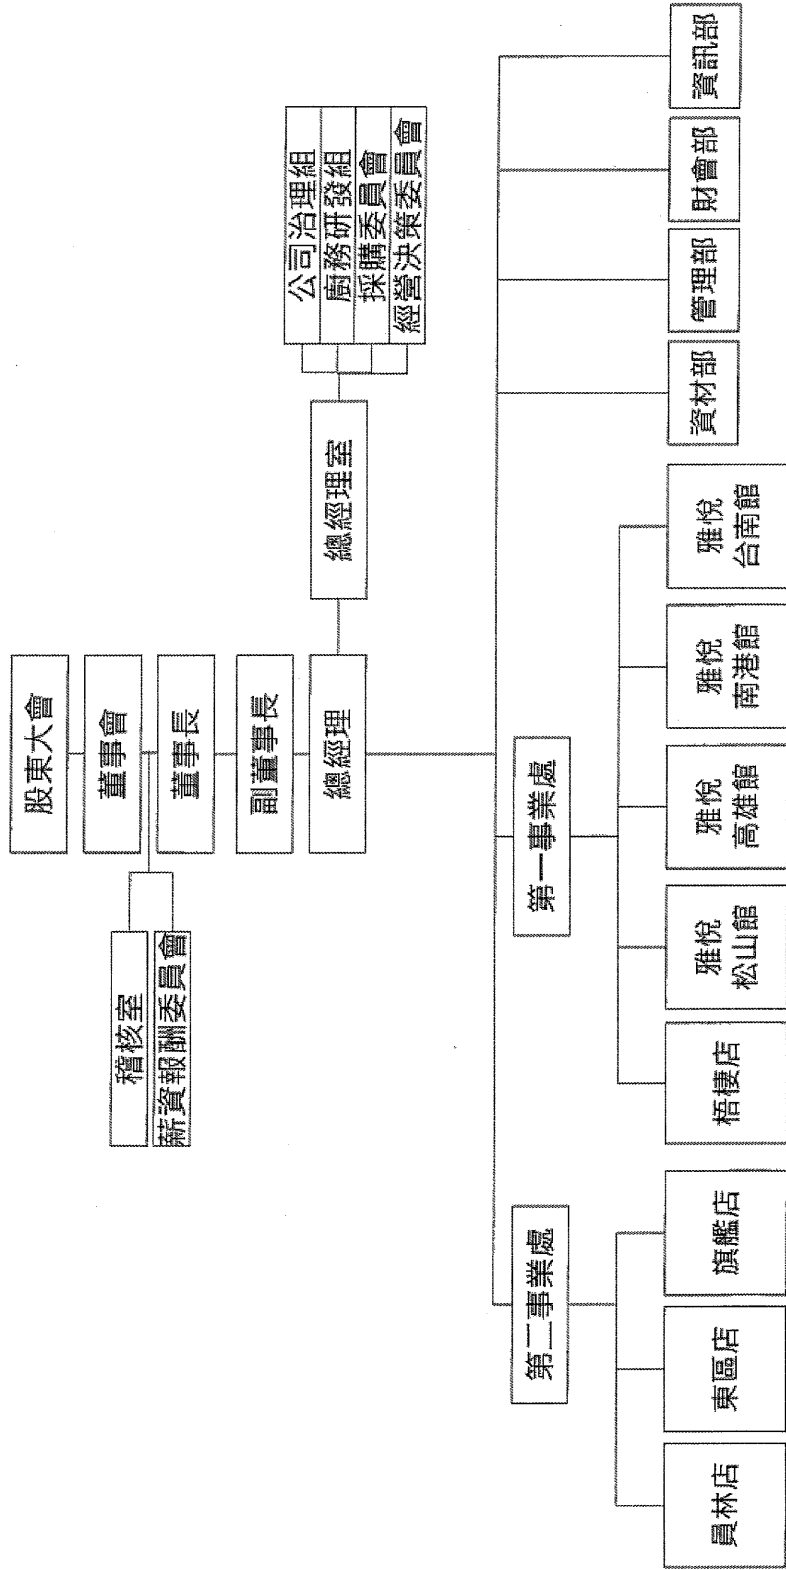 股東大會
董事會
稽核室
薪資報酬委員會
董事長
副董事長
總經理
總經理室
公司治理組
廚務研發組
採購委員會
經營決策委員會
第二事業處
第一事業處
員林店
東區店
旗艦店
梧棲店
雅悅
松山館
雅悅
高雄館
雅悅
南港館
雅悅
台南館
資材部
管理部
財會部
資訊部